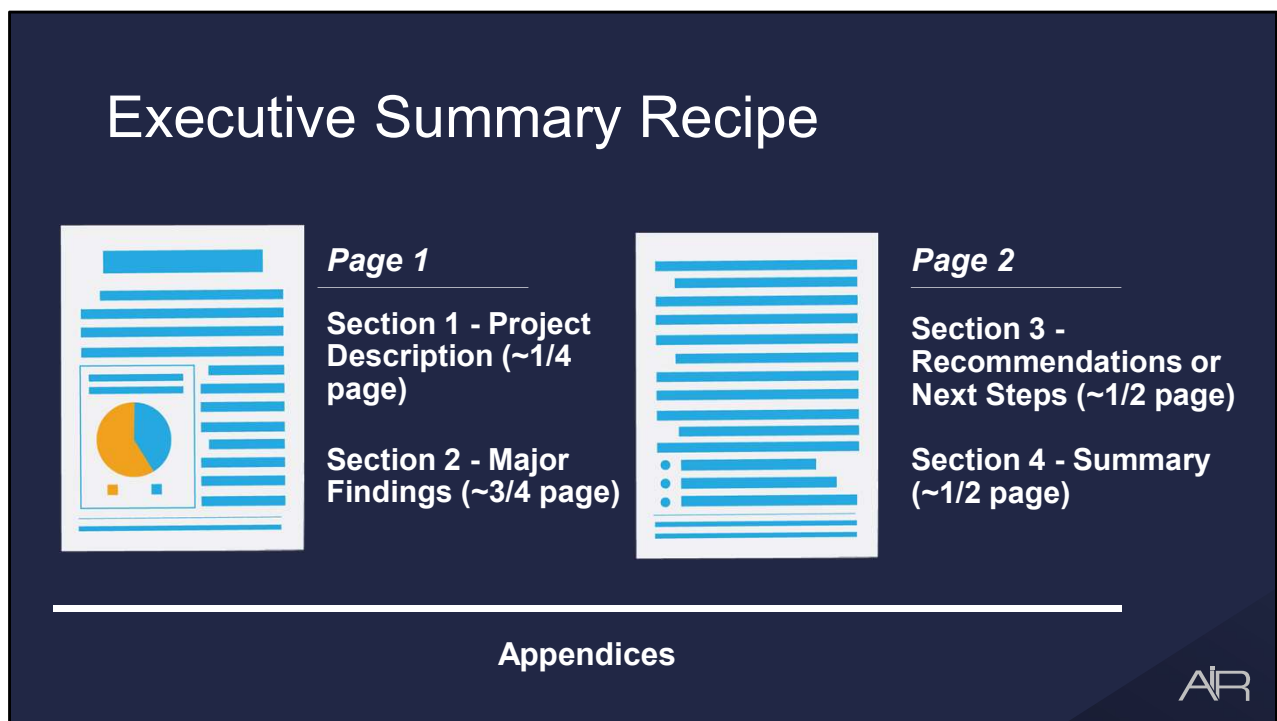 Executive Summary Recipe
Page 1
Section 1 - Project
Description (~1/4
page)
Section 2 - Major
Findings (~3/4 page)
Page 2
Section 3 -
Recommendations or
Next Steps (~1/2 page)
Section 4 - Summary
(~1/2 page)
Appendices
AIR